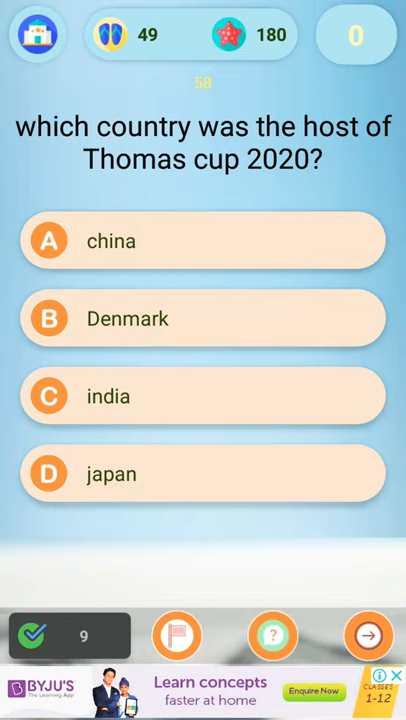 49
180
0
58
which country was the host of
Thomas cup 2020?
A china
B Denmark
C india
D japan
9
?
BYJU'S
The Learning App
Learn concepts
faster at home
Enquire Now
CLASSES
1-12